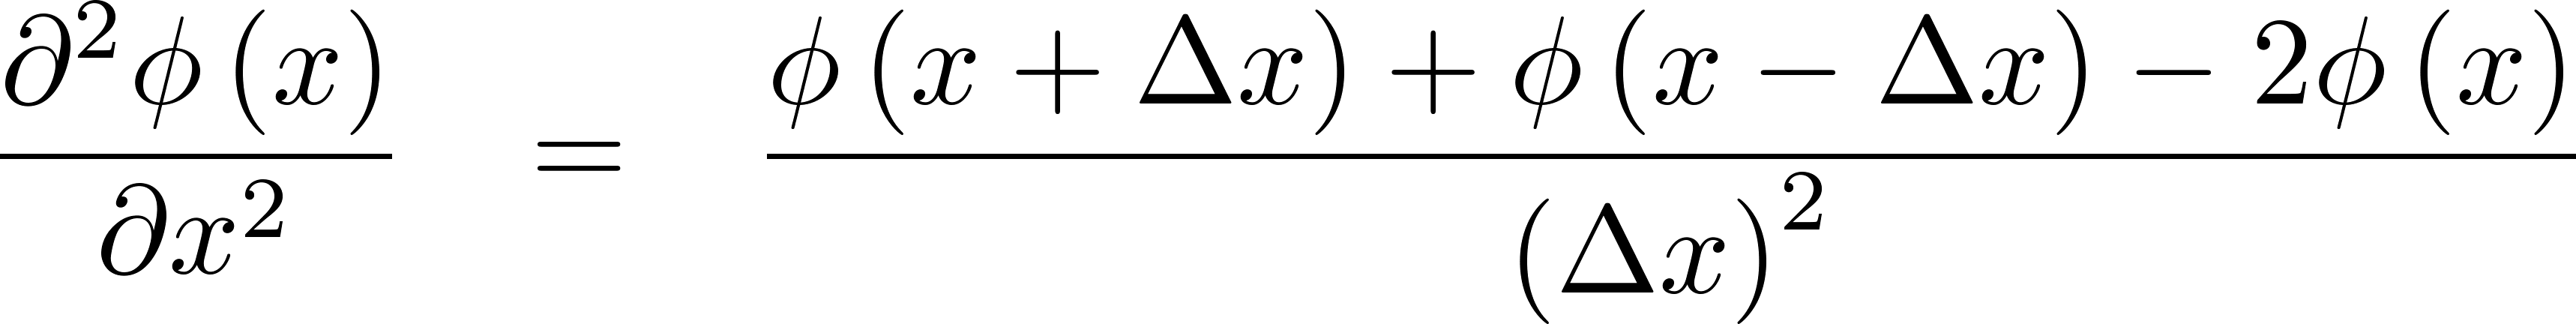 ∂²ϕ(x)/∂x² = (ϕ(x + Δx) + ϕ(x − Δx) − 2ϕ(x))/(Δx)²